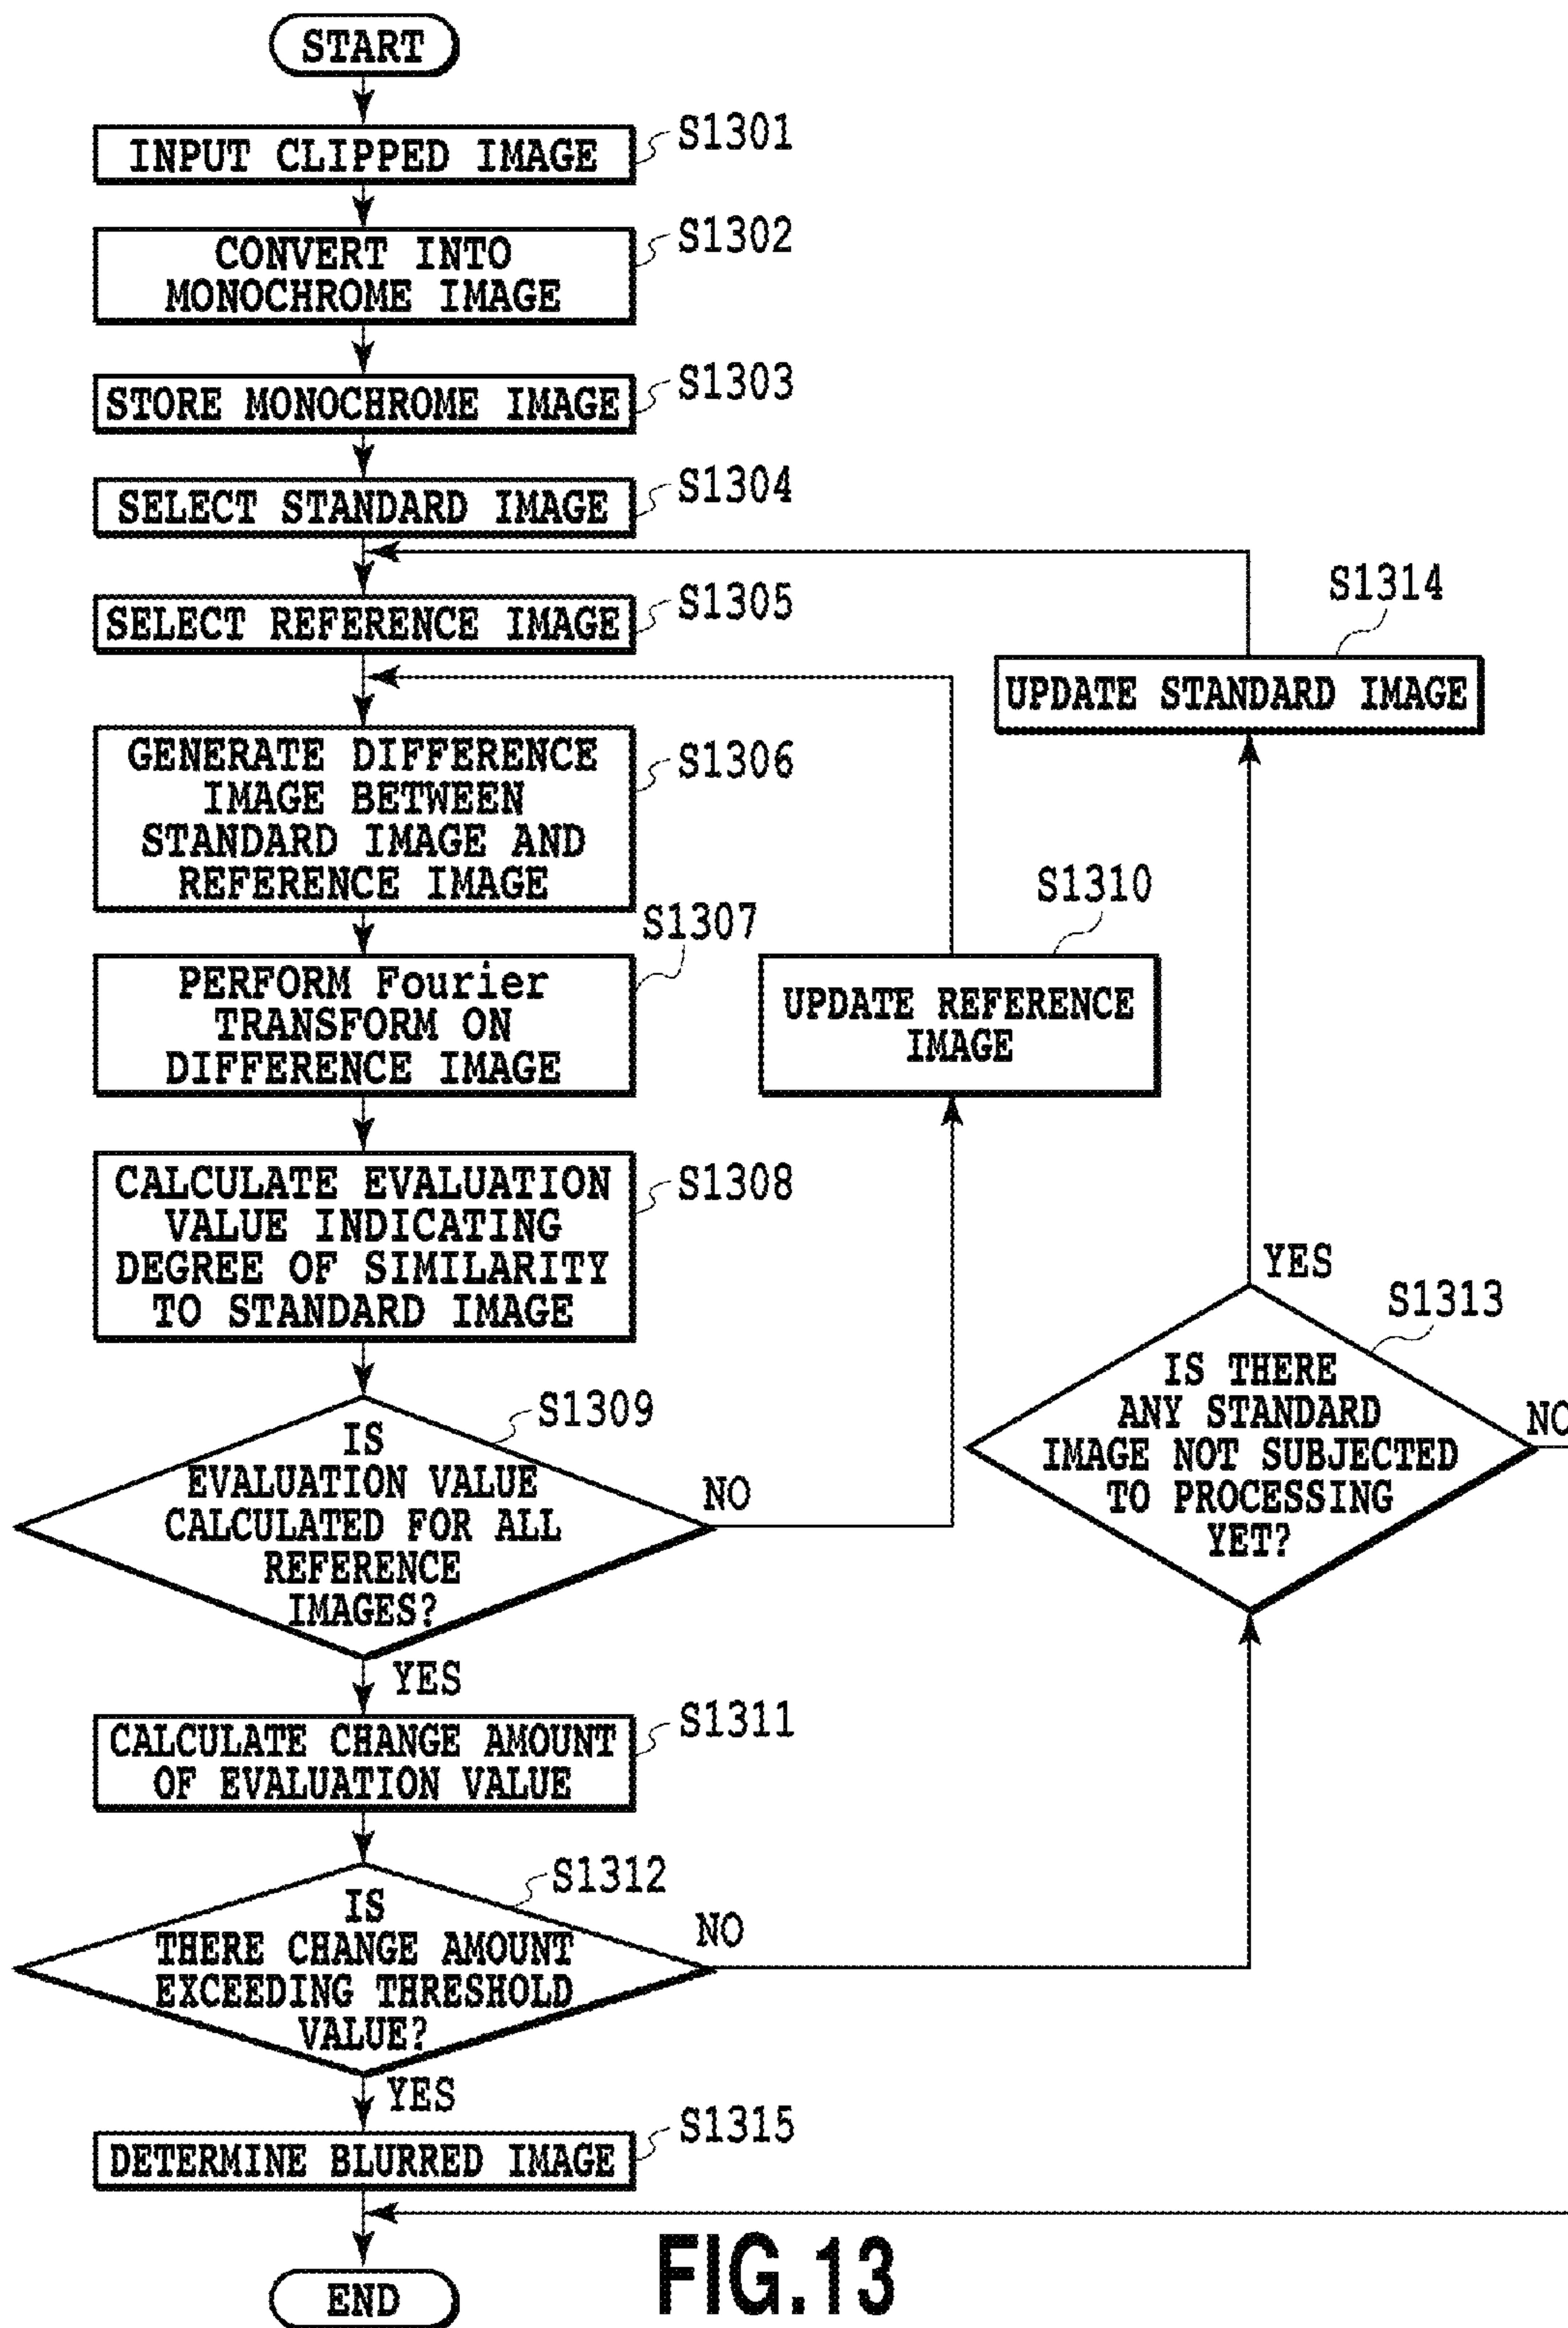 START
INPUT CLIPPED IMAGE
S1301
CONVERT INTO
MONOCHROME IMAGE
S1302
STORE MONOCHROME IMAGE
S1303
SELECT STANDARD IMAGE
S1304
SELECT REFERENCE IMAGE
S1305
GENERATE DIFFERENCE
IMAGE BETWEEN
STANDARD IMAGE AND
REFERENCE IMAGE
S1306
PERFORM Fourier
TRANSFORM ON
DIFFERENCE IMAGE
S1307
CALCULATE EVALUATION
VALUE INDICATING
DEGREE OF SIMILARITY
TO STANDARD IMAGE
S1308
IS
EVALUATION VALUE
CALCULATED FOR ALL
REFERENCE
IMAGES?
S1309
NO
YES
UPDATE REFERENCE
IMAGE
S1310
CALCULATE CHANGE AMOUNT
OF EVALUATION VALUE
S1311
IS
THERE CHANGE AMOUNT
EXCEEDING THRESHOLD
VALUE?
S1312
NO
YES
IS THERE
ANY STANDARD
IMAGE NOT SUBJECTED
TO PROCESSING
YET?
S1313
YES
NO
UPDATE STANDARD IMAGE
S1314
DETERMINE BLURRED IMAGE
S1315
END
FIG.13